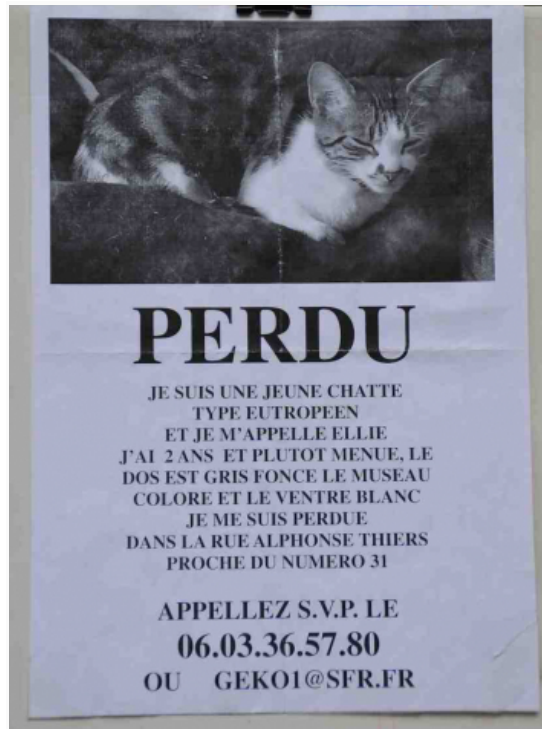 PERDU
JE SUIS UNE JEUNE CHATTE
TYPE EUTROPEEN
ET JE M'APPELLE ELLIE
J'AI 2 ANS ET PLUTOT MENUE, LE
DOS EST GRIS FONCE LE MUSEAU
COLORE ET LE VENTRE BLANC
JE ME SUIS PERDUE
DANS LA RUE ALPHONSE THIERS
PROCHE DU NUMERO 31
APPELLEZ S.V.P. LE
06.03.36.57.80
OU GEKO1@SFR.FR